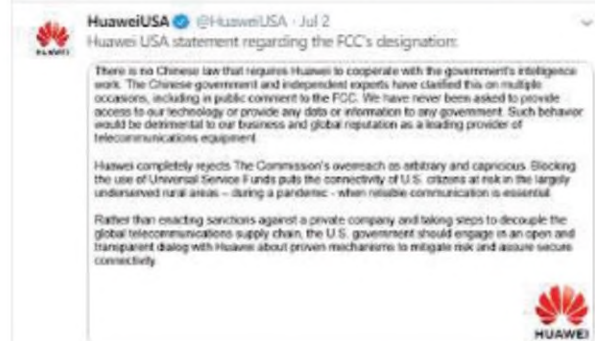 HuaweiUSA @HuaweiUSA · Jul 2
HUAWEI
Huawei USA statement regarding the FCC's designation:
There is no Chinese law that requires Huawei to cooperate with the government's intelligence
work. The Chinese government and independent experts have clarified this on multiple
occasions, including in public comment to the FCC. We have never been asked to provide
access to our technology or provide any data or information to any government. Such behavior
would be detrimental to our business and global reputation as a leading provider of
telecommunications equipment.
Huawei completely rejects The Commission's overreach as arbitrary and capricious. Blocking
the use of Universal Service Funds puts the connectivity of U.S. citizens at risk in the largely
underserved rural areas – during a pandemic - when reliable communication is essential.
Rather than enacting sanctions against a private company and taking steps to decouple the
global telecommunications supply chain, the U.S. government should engage in an open and
transparent dialog with Huawei about proven mechanisms to mitigate risk and assure secure
connectivity.
HUAWEI